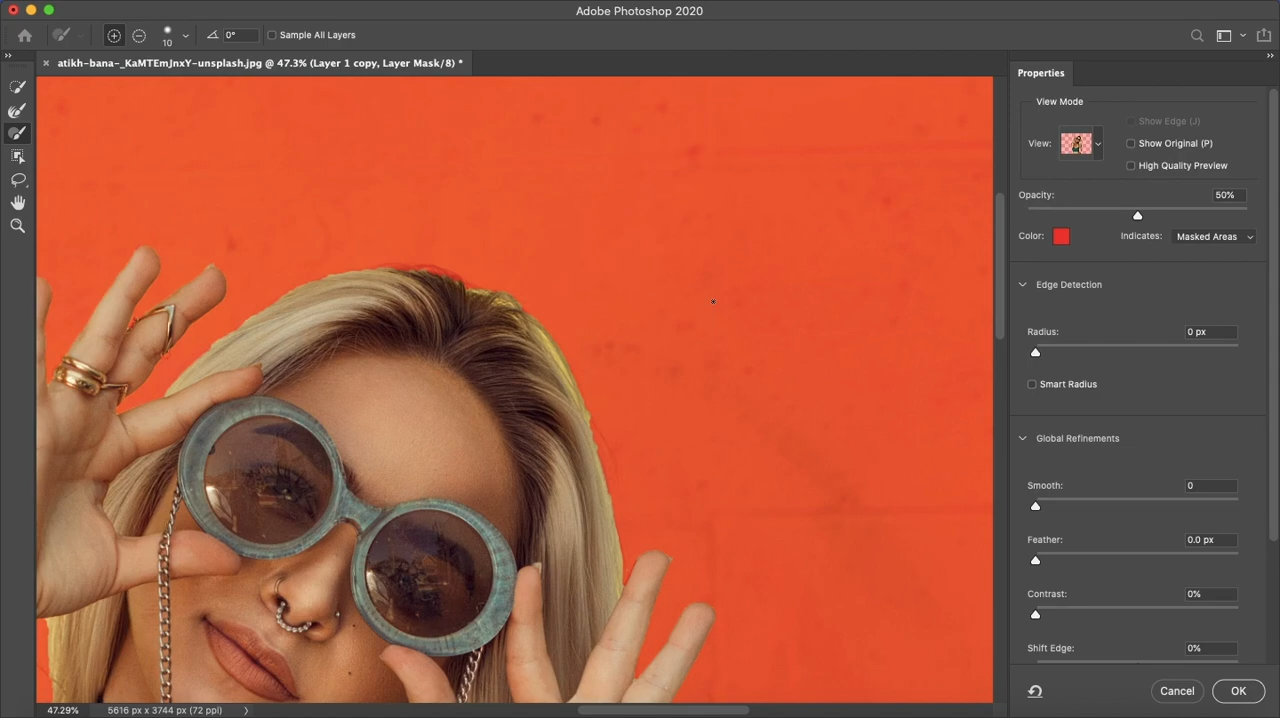 Adobe Photoshop 2020
10
0°
Sample All Layers
atikh-bana-_KaMTEmJnxY-unsplash.jpg @ 47.3% (Layer 1 copy, Layer Mask/8) *
Properties
View Mode
Show Edge (J)
View:
Show Original (P)
High Quality Preview
Opacity:
50%
Color:
Indicates:
Masked Areas
Edge Detection
Radius:
0 px
Smart Radius
Global Refinements
Smooth:
0
Feather:
0.0 px
Contrast:
0%
Shift Edge:
0%
Cancel
OK
47.29%
5616 px x 3744 px (72 ppi)